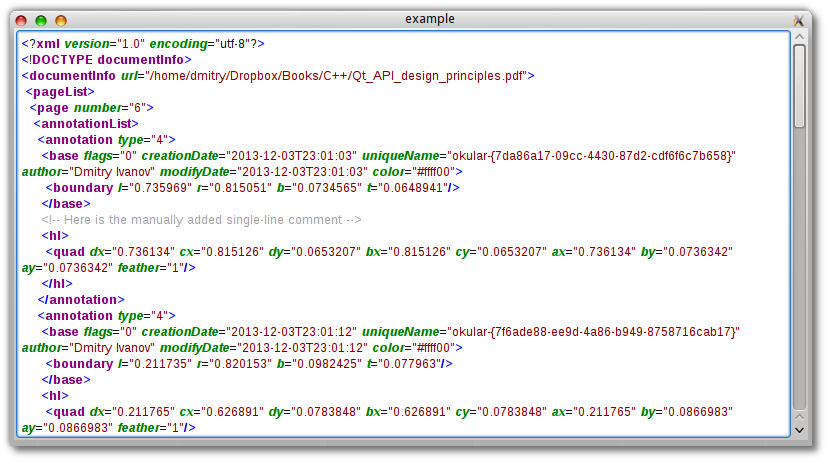 example
<?xml version="1.0" encoding="utf-8"?>
<!DOCTYPE documentInfo>
<documentInfo url="/home/dmitry/Dropbox/Books/C++/Qt_API_design_principles.pdf">
<pageList>
<page number="6">
<annotationList>
<annotation type="4">
<base flags="0" creationDate="2013-12-03T23:01:03" uniqueName="okular-{7da86a17-09cc-4430-87d2-cdf6f6c7b658}"
author="Dmitry Ivanov" modifyDate="2013-12-03T23:01:03" color="#ffff00">
<boundary l="0.735969" r="0.815051" b="0.0734565" t="0.0648941"/>
</base>
<!-- Here is the manually added single-line comment -->
<hl>
<quad dx="0.736134" cx="0.815126" dy="0.0653207" bx="0.815126" cy="0.0653207" ax="0.736134" by="0.0736342"
ay="0.0736342" feather="1"/>
</hl>
</annotation>
<annotation type="4">
<base flags="0" creationDate="2013-12-03T23:01:12" uniqueName="okular-{7f6ade88-ee9d-4a86-b949-8758716cab17}"
author="Dmitry Ivanov" modifyDate="2013-12-03T23:01:12" color="#ffff00">
<boundary l="0.211735" r="0.820153" b="0.0982425" t="0.077963"/>
</base>
<hl>
<quad dx="0.211765" cx="0.626891" dy="0.0783848" bx="0.626891" cy="0.0783848" ax="0.211765" by="0.0866983"
ay="0.0866983" feather="1"/>